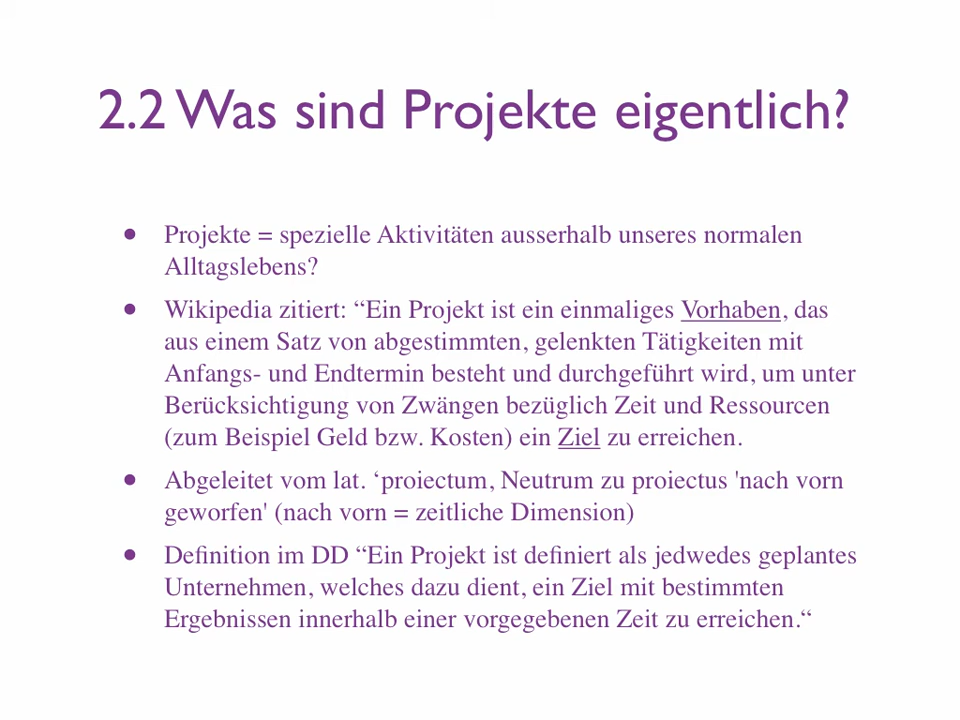 2.2 Was sind Projekte eigentlich?
• Projekte = spezielle Aktivitäten ausserhalb unseres normalen
Alltagslebens?
• Wikipedia zitiert: “Ein Projekt ist ein einmaliges Vorhaben, das
aus einem Satz von abgestimmten, gelenkten Tätigkeiten mit
Anfangs- und Endtermin besteht und durchgeführt wird, um unter
Berücksichtigung von Zwängen bezüglich Zeit und Ressourcen
(zum Beispiel Geld bzw. Kosten) ein Ziel zu erreichen.
• Abgeleitet vom lat. ‘proiectum, Neutrum zu proiectus 'nach vorn
geworfen' (nach vorn = zeitliche Dimension)
• Definition im DD “Ein Projekt ist definiert als jedwedes geplantes
Unternehmen, welches dazu dient, ein Ziel mit bestimmten
Ergebnissen innerhalb einer vorgegebenen Zeit zu erreichen.“